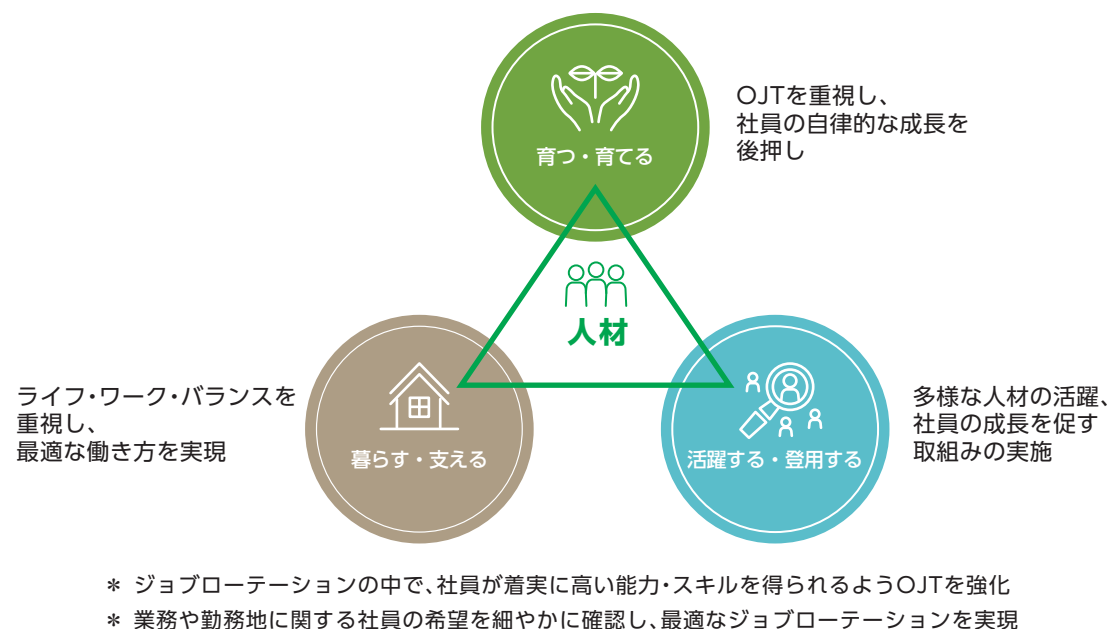 育つ・育てる
OJTを重視し、
社員の自律的な成長を
後押し
人材
ライフ・ワーク・バランスを
重視し、
最適な働き方を実現
暮らす・支える
活躍する・登用する
多様な人材の活躍、
社員の成長を促す
取組みの実施
＊ ジョブローテーションの中で、社員が着実に高い能力・スキルを得られるようOJTを強化
＊ 業務や勤務地に関する社員の希望を細やかに確認し、最適なジョブローテーションを実現